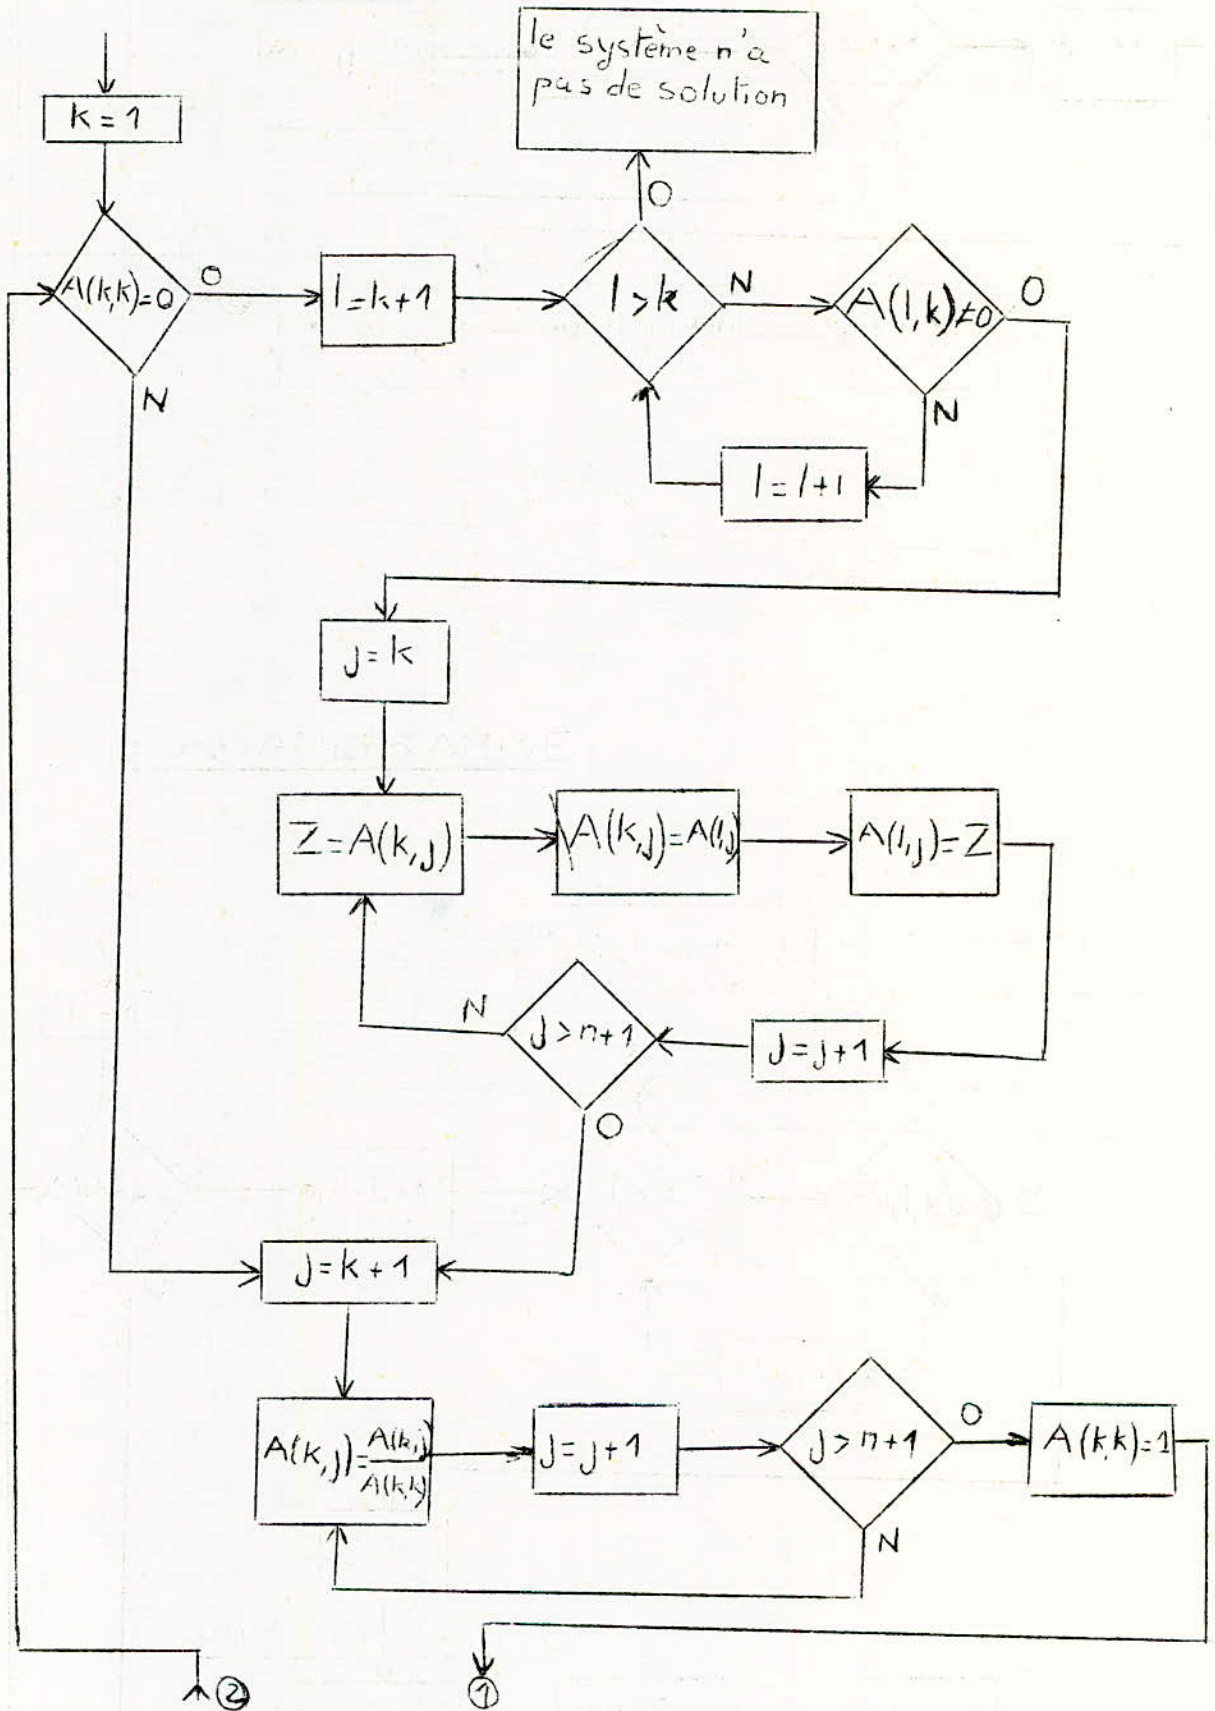 le système n'a
pas de solution
k = 1
O
A(k,k)=0
O
l = k+1
l > k
N
A(l,k)≠0
O
N
N
l = l+1
j = k
Z = A(k,j)
A(k,j) = A(l,j)
A(l,j) = Z
N
j > n+1
j = j+1
O
j = k + 1
A(k,j) = A(k,j)
A(k,k)
j = j+1
j > n+1
O
A(k,k) = 1
N
②
①